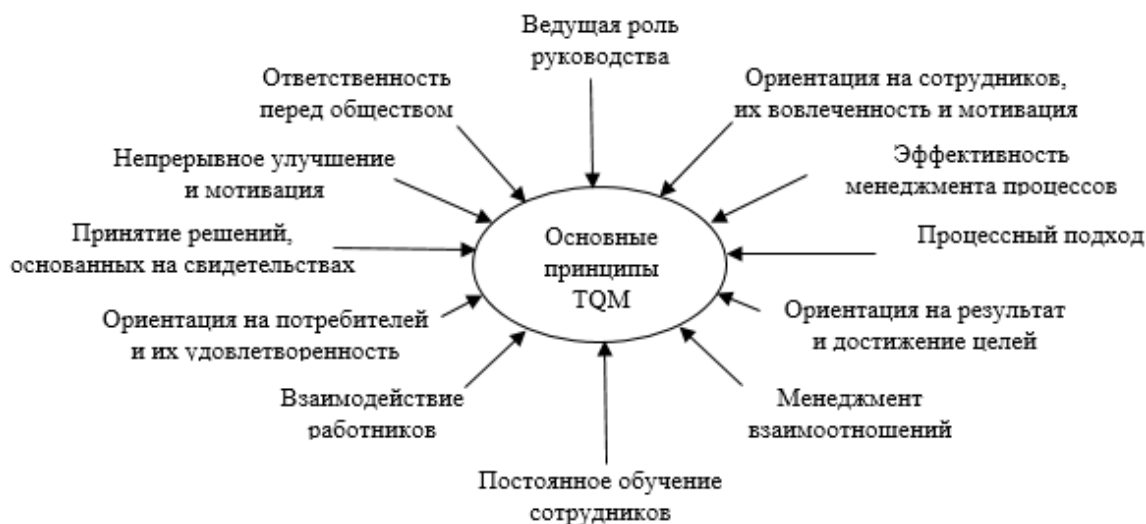 Ведущая роль
руководства
Ответственность
перед обществом
Ориентация на сотрудников,
их вовлеченность и мотивация
Непрерывное улучшение
и мотивация
Эффективность
менеджмента процессов
Принятие решений,
основанных на свидетельствах
Основные
принципы
TQM
Процессный подход
Ориентация на потребителей
и их удовлетворенность
Ориентация на результат
и достижение целей
Взаимодействие
работников
Менеджмент
взаимоотношений
Постоянное обучение
сотрудников